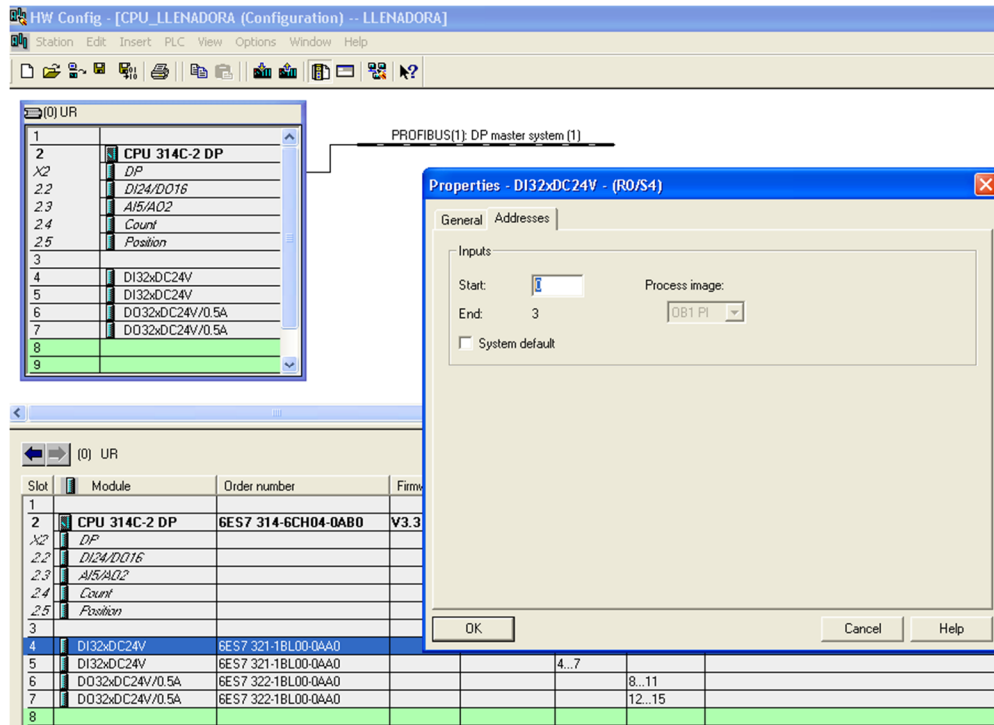 HW Config - [CPU_LLENADORA (Configuration) -- LLENADORA]
Station Edit Insert PLC View Options Window Help
(0) UR
1
2 CPU 314C-2 DP
X2 DP
2.2 DI24/DO16
2.3 AI5/AO2
2.4 Count
2.5 Position
3
4 DI32xDC24V
5 DI32xDC24V
6 DO32xDC24V/0.5A
7 DO32xDC24V/0.5A
8
9
PROFIBUS(1): DP master system (1)
Properties - DI32xDC24V - (R0/S4)
General Addresses
Inputs
Start: 0 Process image:
End: 3 OB1 PI
System default
OK Cancel Help
(0) UR
Slot Module Order number Firmw
1
2 CPU 314C-2 DP 6ES7 314-6CH04-0AB0 V3.3
X2 DP
2.2 DI24/DO16
2.3 AI5/AO2
2.4 Count
2.5 Position
3
4 DI32xDC24V 6ES7 321-1BL00-0AA0
5 DI32xDC24V 6ES7 321-1BL00-0AA0 4...7
6 DO32xDC24V/0.5A 6ES7 322-1BL00-0AA0 8...11
7 DO32xDC24V/0.5A 6ES7 322-1BL00-0AA0 12...15
8